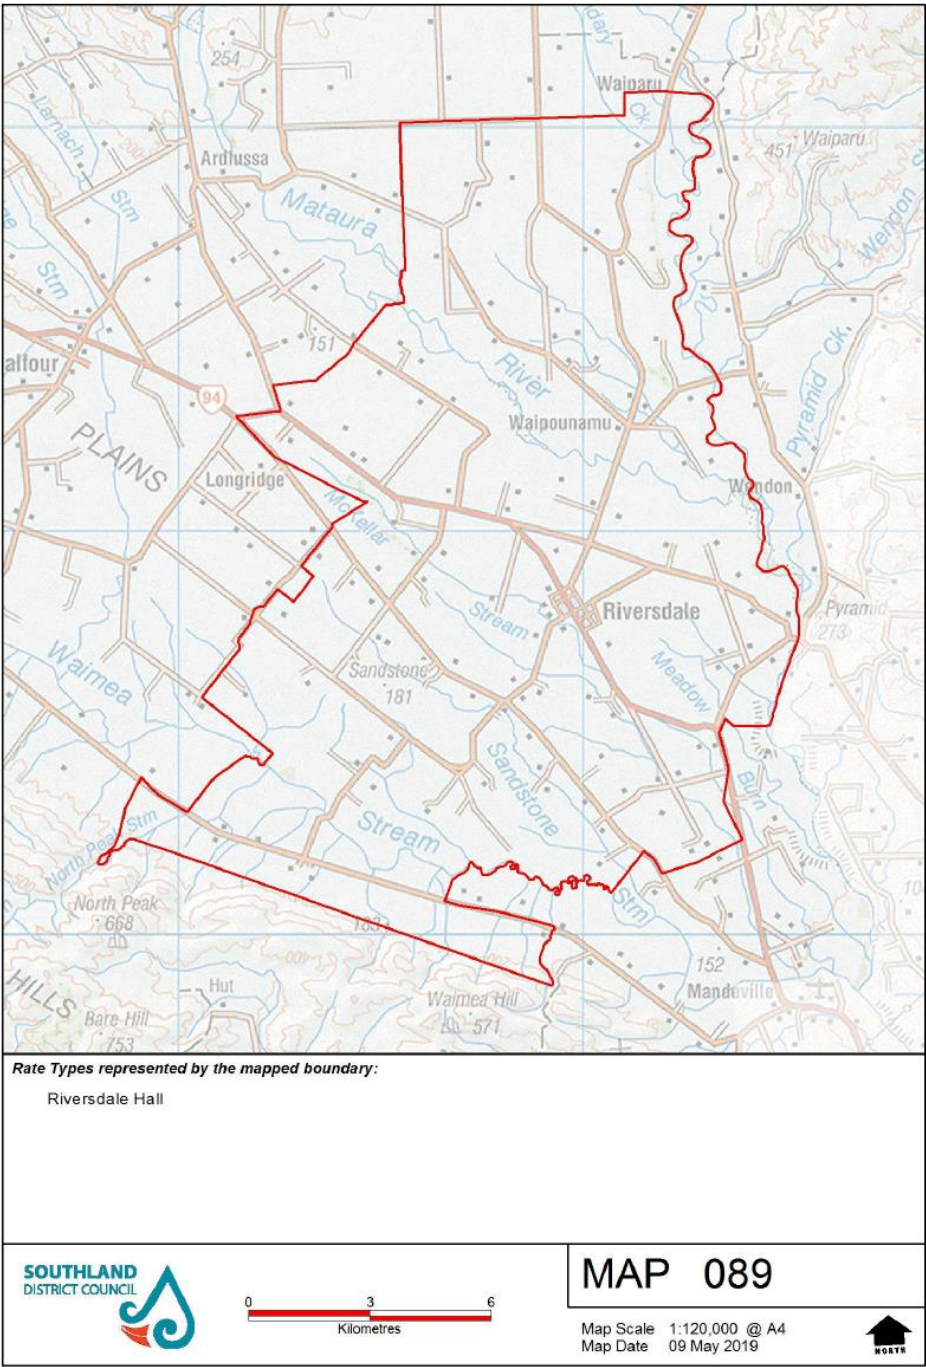 254
Waiparu
Ck
Larnach
Stm
Ardlussa
451 Waiparu
Mataura
Wendon
Stm
151
alfour
94
River
Pyramid Ck.
Waipounamu
PLAINS
Longridge
Wendon
McKellar
Stream
Riversdale
Pyramid
273
Sandstone
181
Waimea
Meadow
Sandstone
Burn
Stream
North Peak Stm
Stm
North Peak
668
152
Hut
Mandeville
HILLS
Waimea Hill
571
Bare Hill
753
Rate Types represented by the mapped boundary:
Riversdale Hall
SOUTHLAND
DISTRICT COUNCIL
0 3 6
Kilometres
MAP 089
Map Scale 1:120,000 @ A4
Map Date 09 May 2019
NORTH